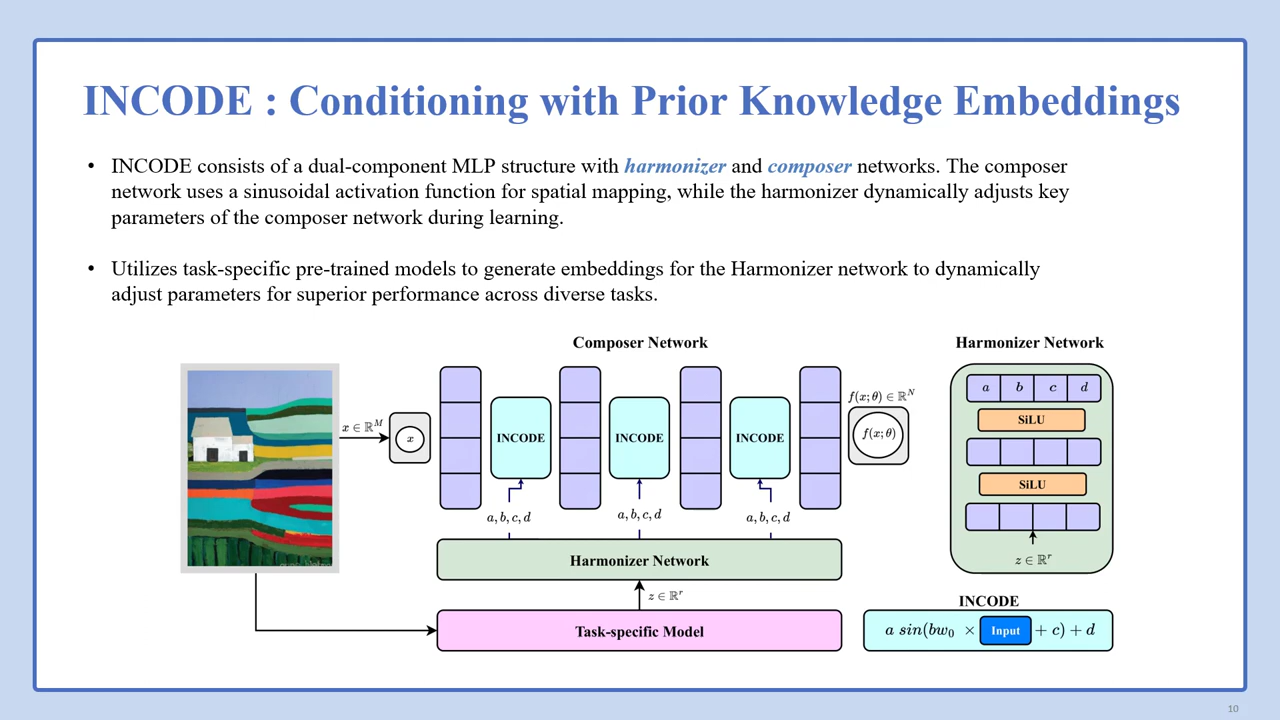 INCODE : Conditioning with Prior Knowledge Embeddings
• INCODE consists of a dual-component MLP structure with harmonizer and composer networks. The composer
network uses a sinusoidal activation function for spatial mapping, while the harmonizer dynamically adjusts key
parameters of the composer network during learning.
• Utilizes task-specific pre-trained models to generate embeddings for the Harmonizer network to dynamically
adjust parameters for superior performance across diverse tasks.
Composer Network
Harmonizer Network
x ∈ ℝ^M
x
INCODE
INCODE
INCODE
f(x; θ) ∈ ℝ^N
f(x; θ)
a, b, c, d
a, b, c, d
a, b, c, d
Harmonizer Network
z ∈ ℝ^r
Task-specific Model
a b c d
SiLU
SiLU
z ∈ ℝ^r
INCODE
a sin(bw₀ × Input + c) + d
10